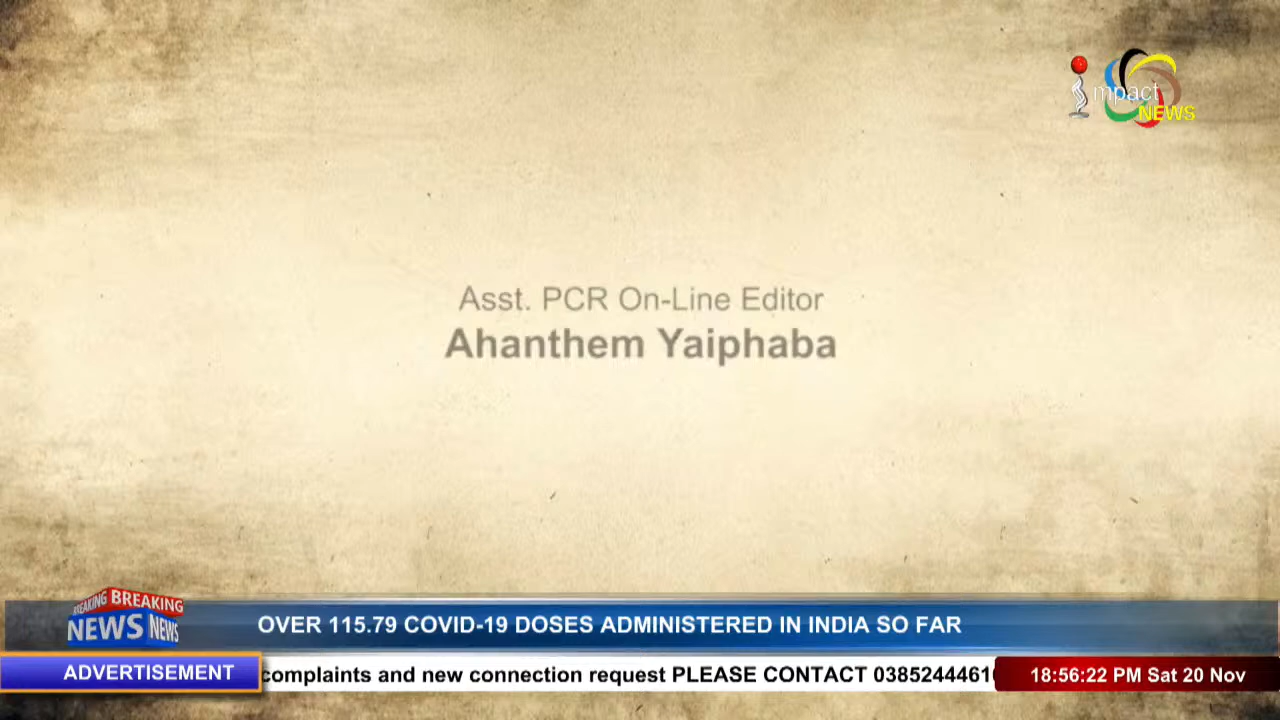 impact
NEWS
Asst. PCR On-Line Editor
Ahanthem Yaiphaba
BREAKING BREAKING
NEWS NEWS
OVER 115.79 COVID-19 DOSES ADMINISTERED IN INDIA SO FAR
ADVERTISEMENT
complaints and new connection request PLEASE CONTACT 0385244461
18:56:22 PM Sat 20 Nov